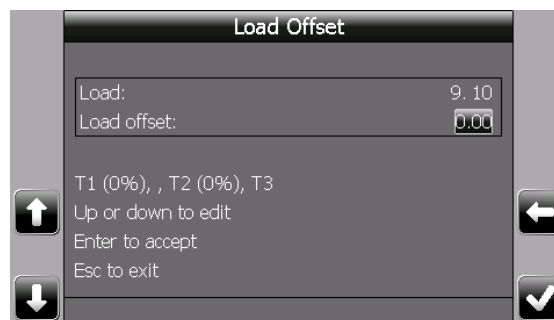 Load Offset
Load: 9.10
Load offset: 0.00
T1 (0%), , T2 (0%), T3
Up or down to edit
Enter to accept
Esc to exit